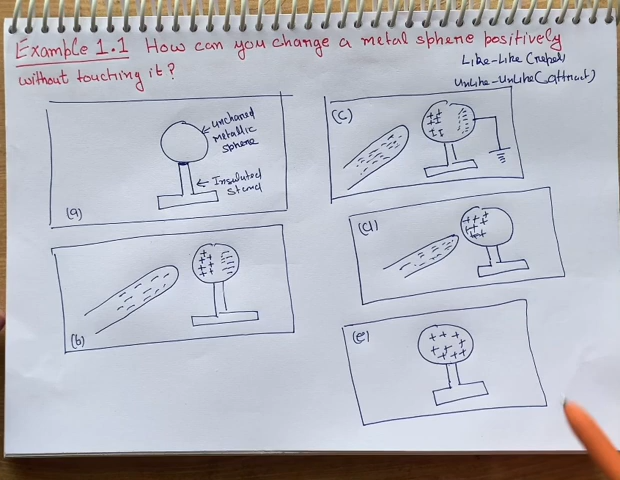 Example 1.1 How can you change a metal sphere positively
without touching it?
Like-Like (repel)
Unlike-Unlike (attract)
(a)
uncharged
metallic
sphere
Insulated
stand
(b)
(c)
(d)
(e)